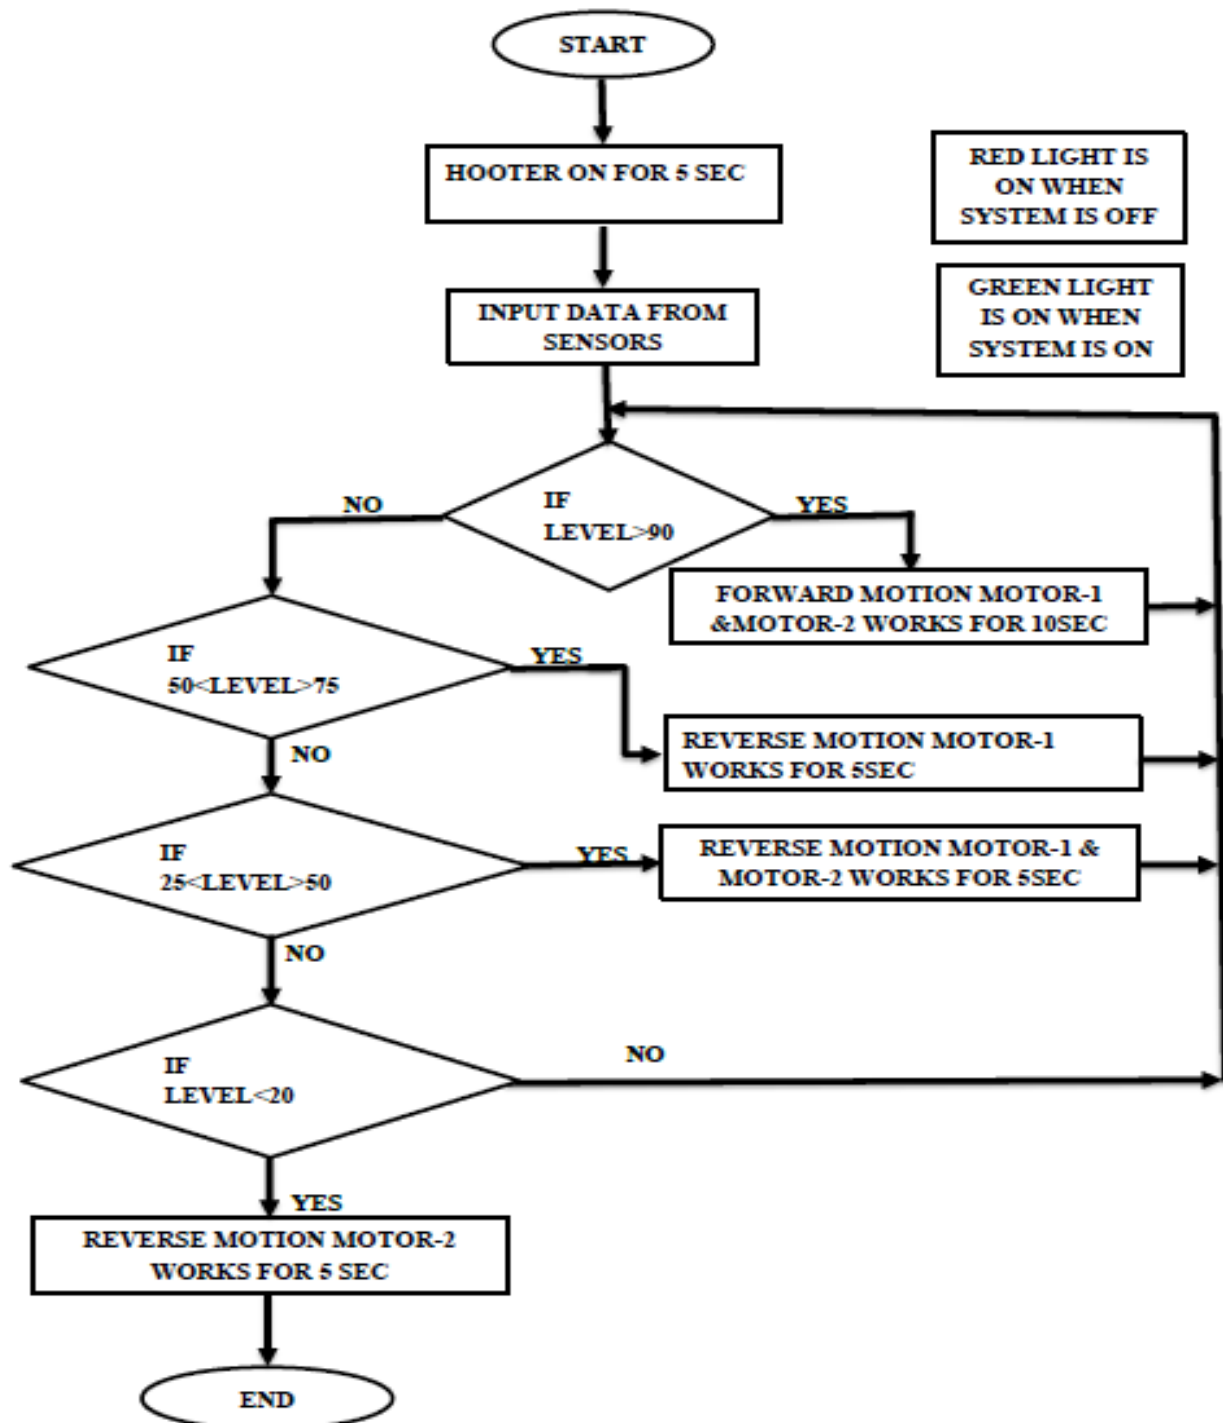 START
HOOTER ON FOR 5 SEC
RED LIGHT IS
ON WHEN
SYSTEM IS OFF
INPUT DATA FROM
SENSORS
GREEN LIGHT
IS ON WHEN
SYSTEM IS ON
IF
LEVEL>90
NO
YES
FORWARD MOTION MOTOR-1
&MOTOR-2 WORKS FOR 10SEC
IF
50<LEVEL>75
YES
NO
REVERSE MOTION MOTOR-1
WORKS FOR 5SEC
IF
25<LEVEL>50
YES
REVERSE MOTION MOTOR-1 &
MOTOR-2 WORKS FOR 5SEC
NO
IF
LEVEL<20
NO
YES
REVERSE MOTION MOTOR-2
WORKS FOR 5 SEC
END